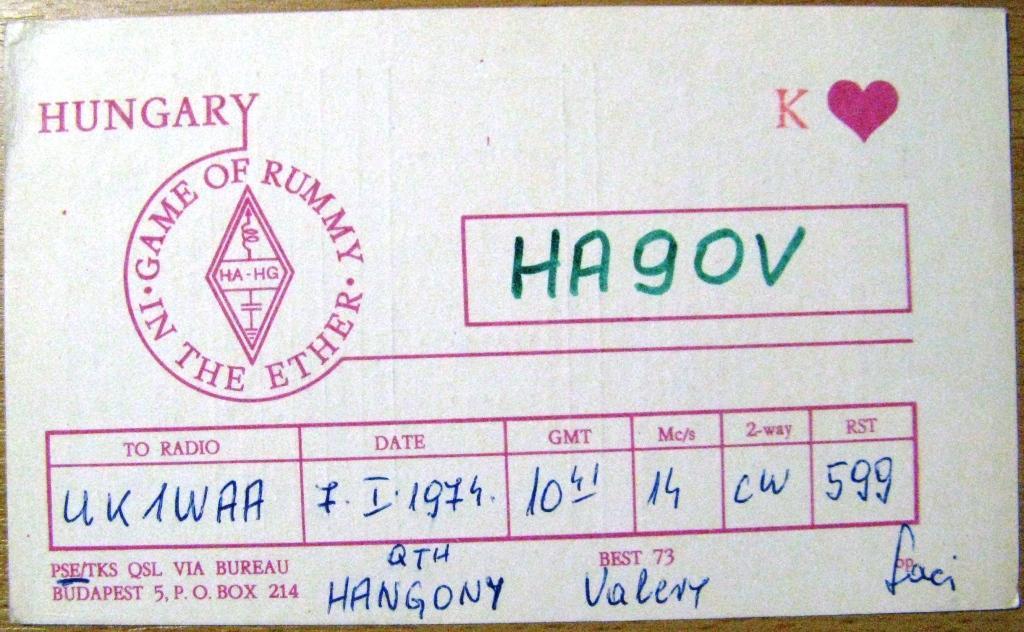 HUNGARY
K
GAME OF RUMMY
· IN THE ETHER ·
HA-HG
HA9OV
TO RADIO DATE GMT Mc/s 2-way RST
UK1WAA 7. I. 1974. 10 41 14 CW 599
PSE/TKS QSL VIA BUREAU
BUDAPEST 5, P. O. BOX 214
QTH
HANGONY
BEST 73
Valery
op.
Laci